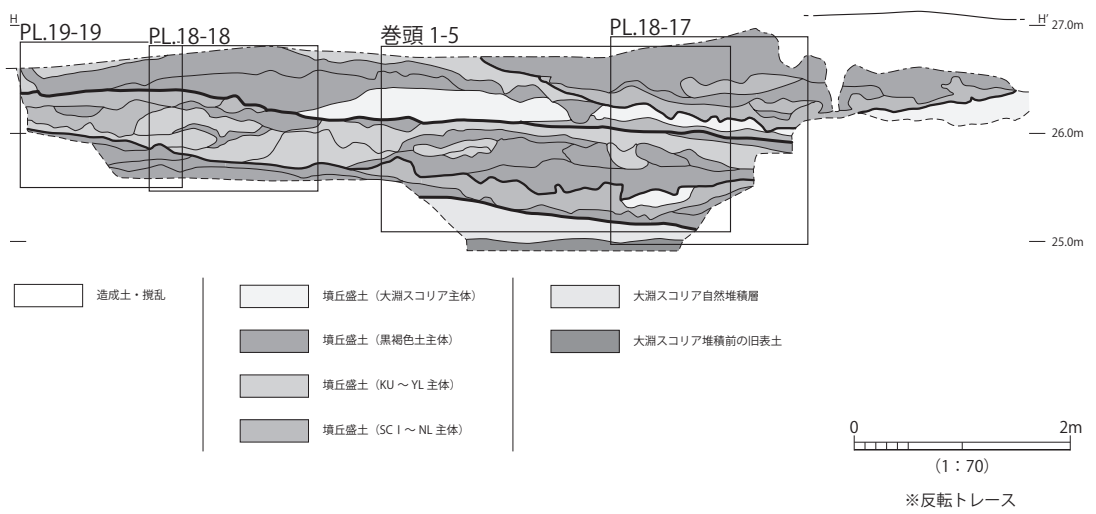 H
H'
PL.19-19
PL.18-18
巻頭 1-5
PL.18-17
27.0m
26.0m
25.0m
造成土・撹乱
墳丘盛土（大淵スコリア主体）
墳丘盛土（黒褐色土主体）
墳丘盛土（KU ～ YL 主体）
墳丘盛土（SC I ～ NL 主体）
大淵スコリア自然堆積層
大淵スコリア堆積前の旧表土
0
2m
（1：70）
※反転トレース